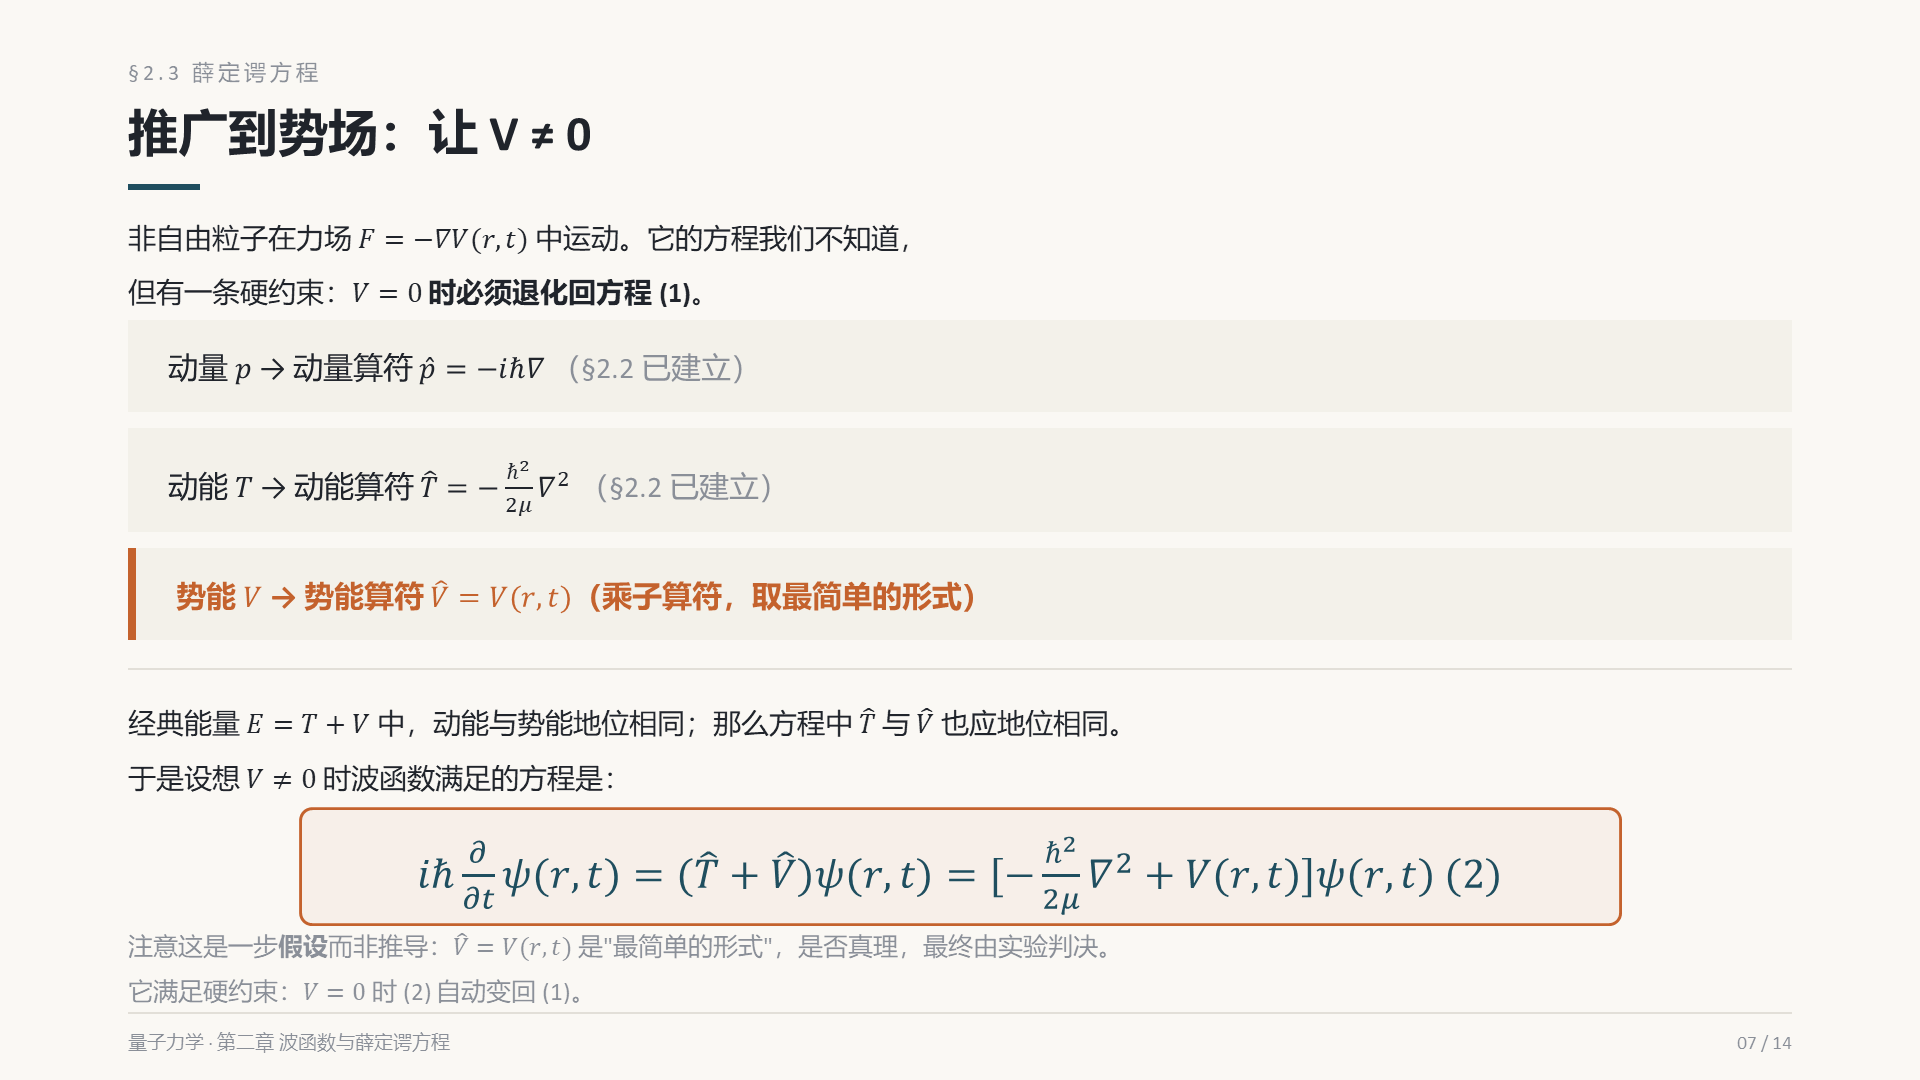 §2.3 薛定谔方程
推广到势场：让 V ≠ 0
非自由粒子在力场 F = −∇V(r, t) 中运动。它的方程我们不知道，
但有一条硬约束：V = 0 时必须退化回方程 (1)。
动量 p → 动量算符 p̂ = −iℏ∇ （§2.2 已建立）
动能 T → 动能算符 T̂ = −ℏ²/2μ ∇² （§2.2 已建立）
势能 V → 势能算符 V̂ = V(r, t)（乘子算符，取最简单的形式）
经典能量 E = T + V 中，动能与势能地位相同；那么方程中 T̂ 与 V̂ 也应地位相同。
于是设想 V ≠ 0 时波函数满足的方程是：
iℏ ∂/∂t ψ(r, t) = (T̂ + V̂)ψ(r, t) = [−ℏ²/2μ ∇² + V(r, t)]ψ(r, t) (2)
注意这是一步假设而非推导：V̂ = V(r, t) 是"最简单的形式"，是否真理，最终由实验判决。
它满足硬约束：V = 0 时 (2) 自动变回 (1)。
量子力学 · 第二章 波函数与薛定谔方程
07 / 14